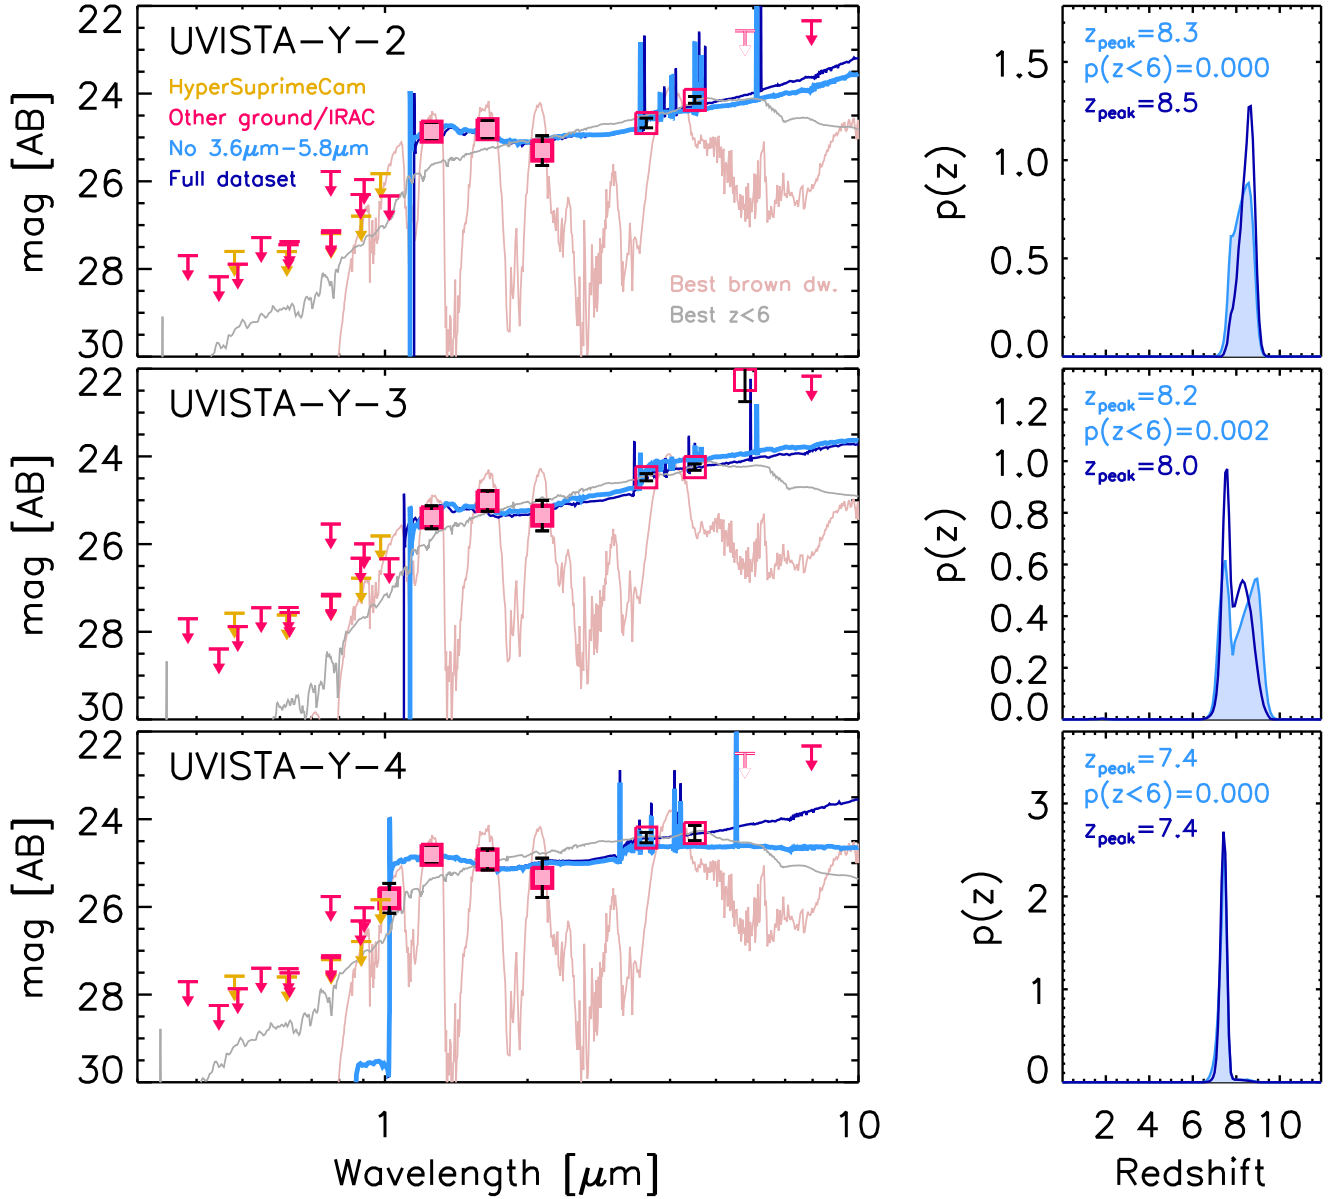 UVISTA-Y-2
HyperSuprimeCam
Other ground/IRAC
No 3.6μm-5.8μm
Full dataset
Best brown dw.
Best z<6
22
24
26
28
30
mag [AB]
z_peak=8.3
p(z<6)=0.000
z_peak=8.5
1.5
1.0
0.5
0.0
p(z)
UVISTA-Y-3
22
24
26
28
30
mag [AB]
z_peak=8.2
p(z<6)=0.002
z_peak=8.0
1.2
1.0
0.8
0.6
0.4
0.2
0.0
p(z)
UVISTA-Y-4
22
24
26
28
30
mag [AB]
z_peak=7.4
p(z<6)=0.000
z_peak=7.4
3
2
1
0
p(z)
1 10
Wavelength [μm]
2 4 6 8 10
Redshift